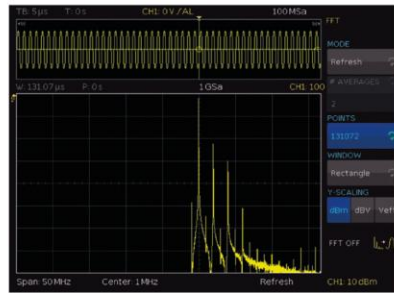 TB: 5µs T: 0s CH1: 0V / AL 100MSa
FFT
MODE
Refresh
# AVERAGES
2
W: 131.07µs P: 0s 1GSa CH1: 100
POINTS
131072
WINDOW
Rectangle
Y-SCALING
dBm dBV Veff
FFT OFF
Span: 50MHz Center: 1MHz Refresh CH1: 10dBm